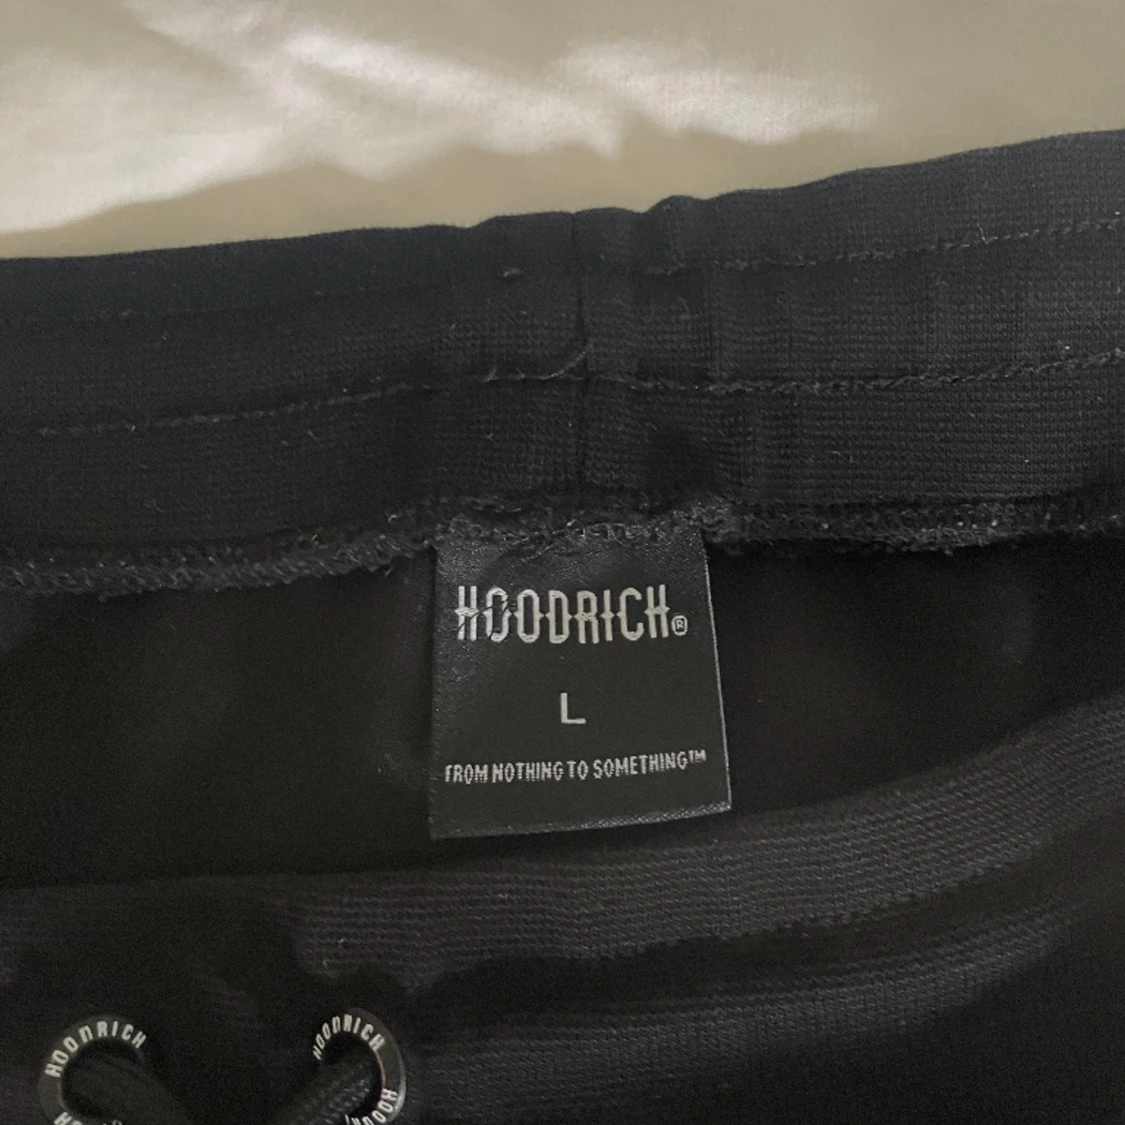 HOODRICH®
L
FROM NOTHING TO SOMETHING™
HOODRICH
HOODRICH